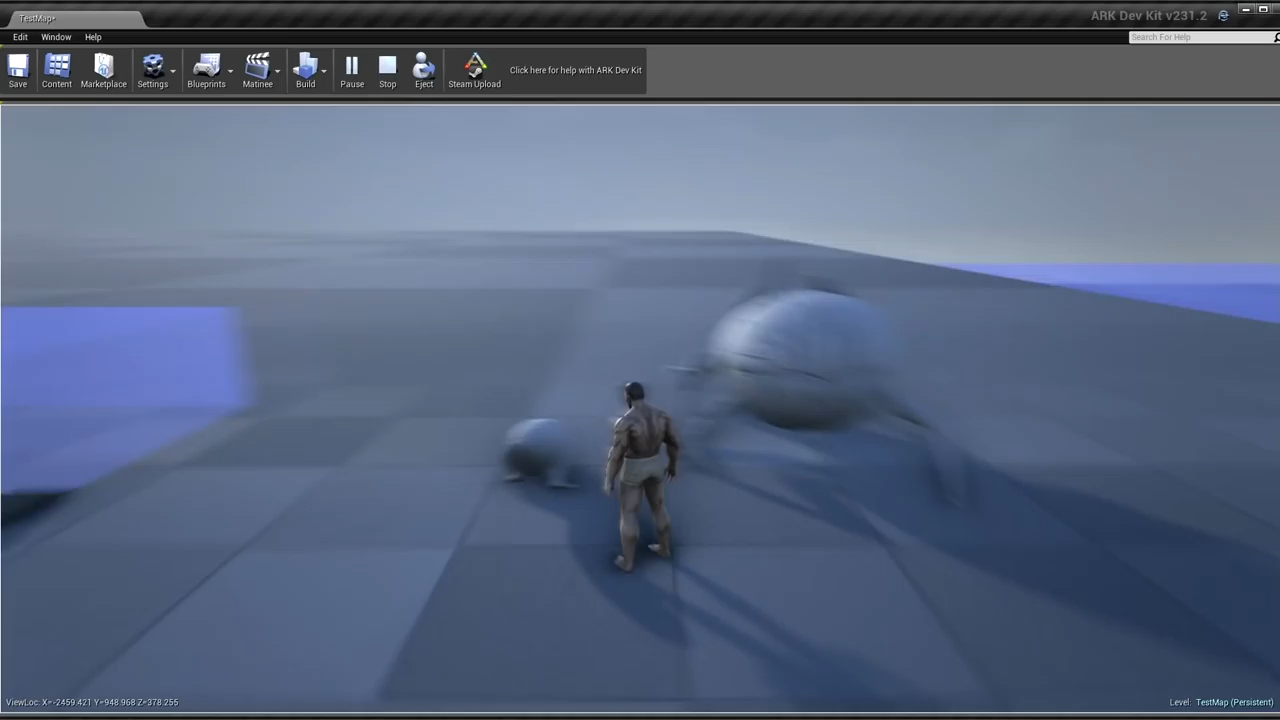 TestMap*
ARK Dev Kit v231.2
Edit Window Help
Search For Help
Save Content Marketplace Settings Blueprints Matinee Build Pause Stop Eject Steam Upload Click here for help with ARK Dev Kit
ViewLoc: X=-2459.421 Y=948.968 Z=378.255
Level: TestMap (Persistent)